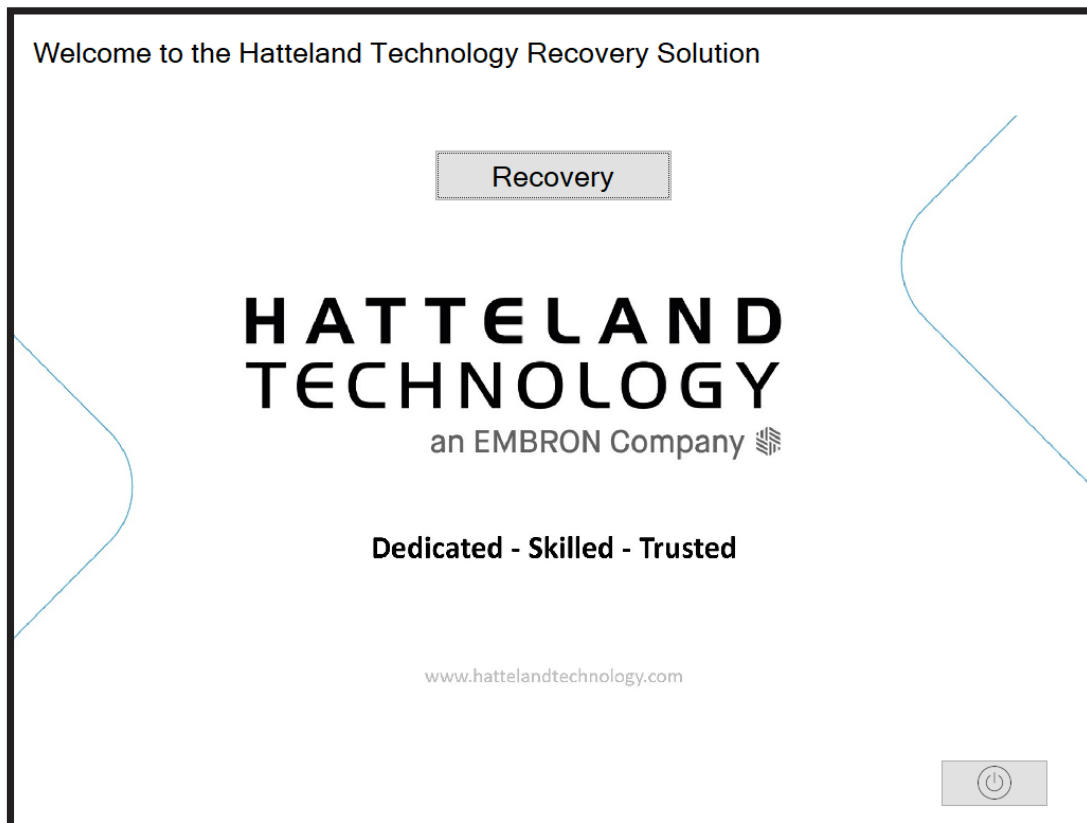 Welcome to the Hatteland Technology Recovery Solution
Recovery
HATTELAND
TECHNOLOGY
an EMBRON Company
Dedicated - Skilled - Trusted
www.hattelandtechnology.com